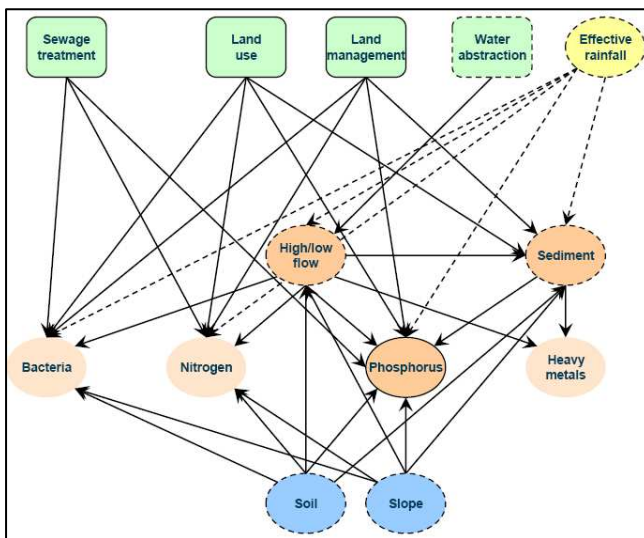 Sewage
treatment
Land
use
Land
management
Water
abstraction
Effective
rainfall
High/low
flow
Sediment
Bacteria
Nitrogen
Phosphorus
Heavy
metals
Soil
Slope